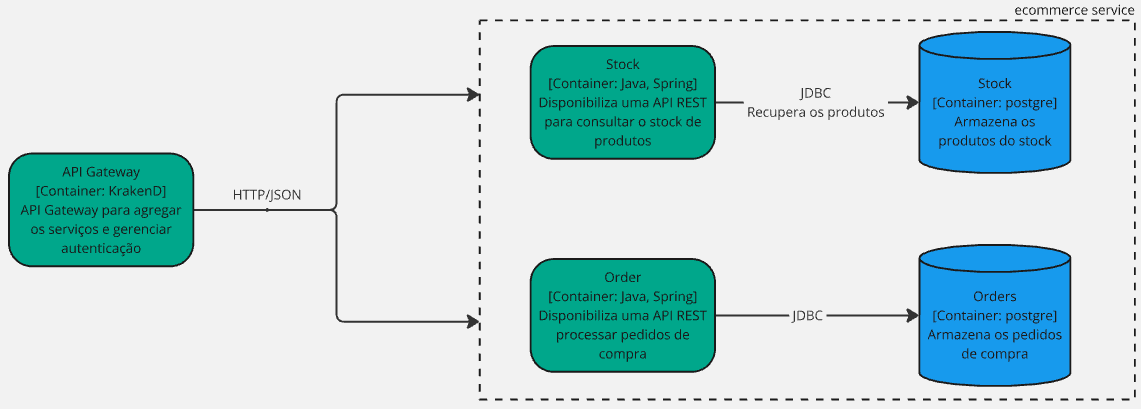 ecommerce service
API Gateway
[Container: KrakenD]
API Gateway para agregar
os serviços e gerenciar
autenticação
HTTP/JSON
Stock
[Container: Java, Spring]
Disponibiliza uma API REST
para consultar o stock de
produtos
JDBC
Recupera os produtos
Stock
[Container: postgre]
Armazena os
produtos do stock
Order
[Container: Java, Spring]
Disponibiliza uma API REST
processar pedidos de
compra
JDBC
Orders
[Container: postgre]
Armazena os pedidos
de compra